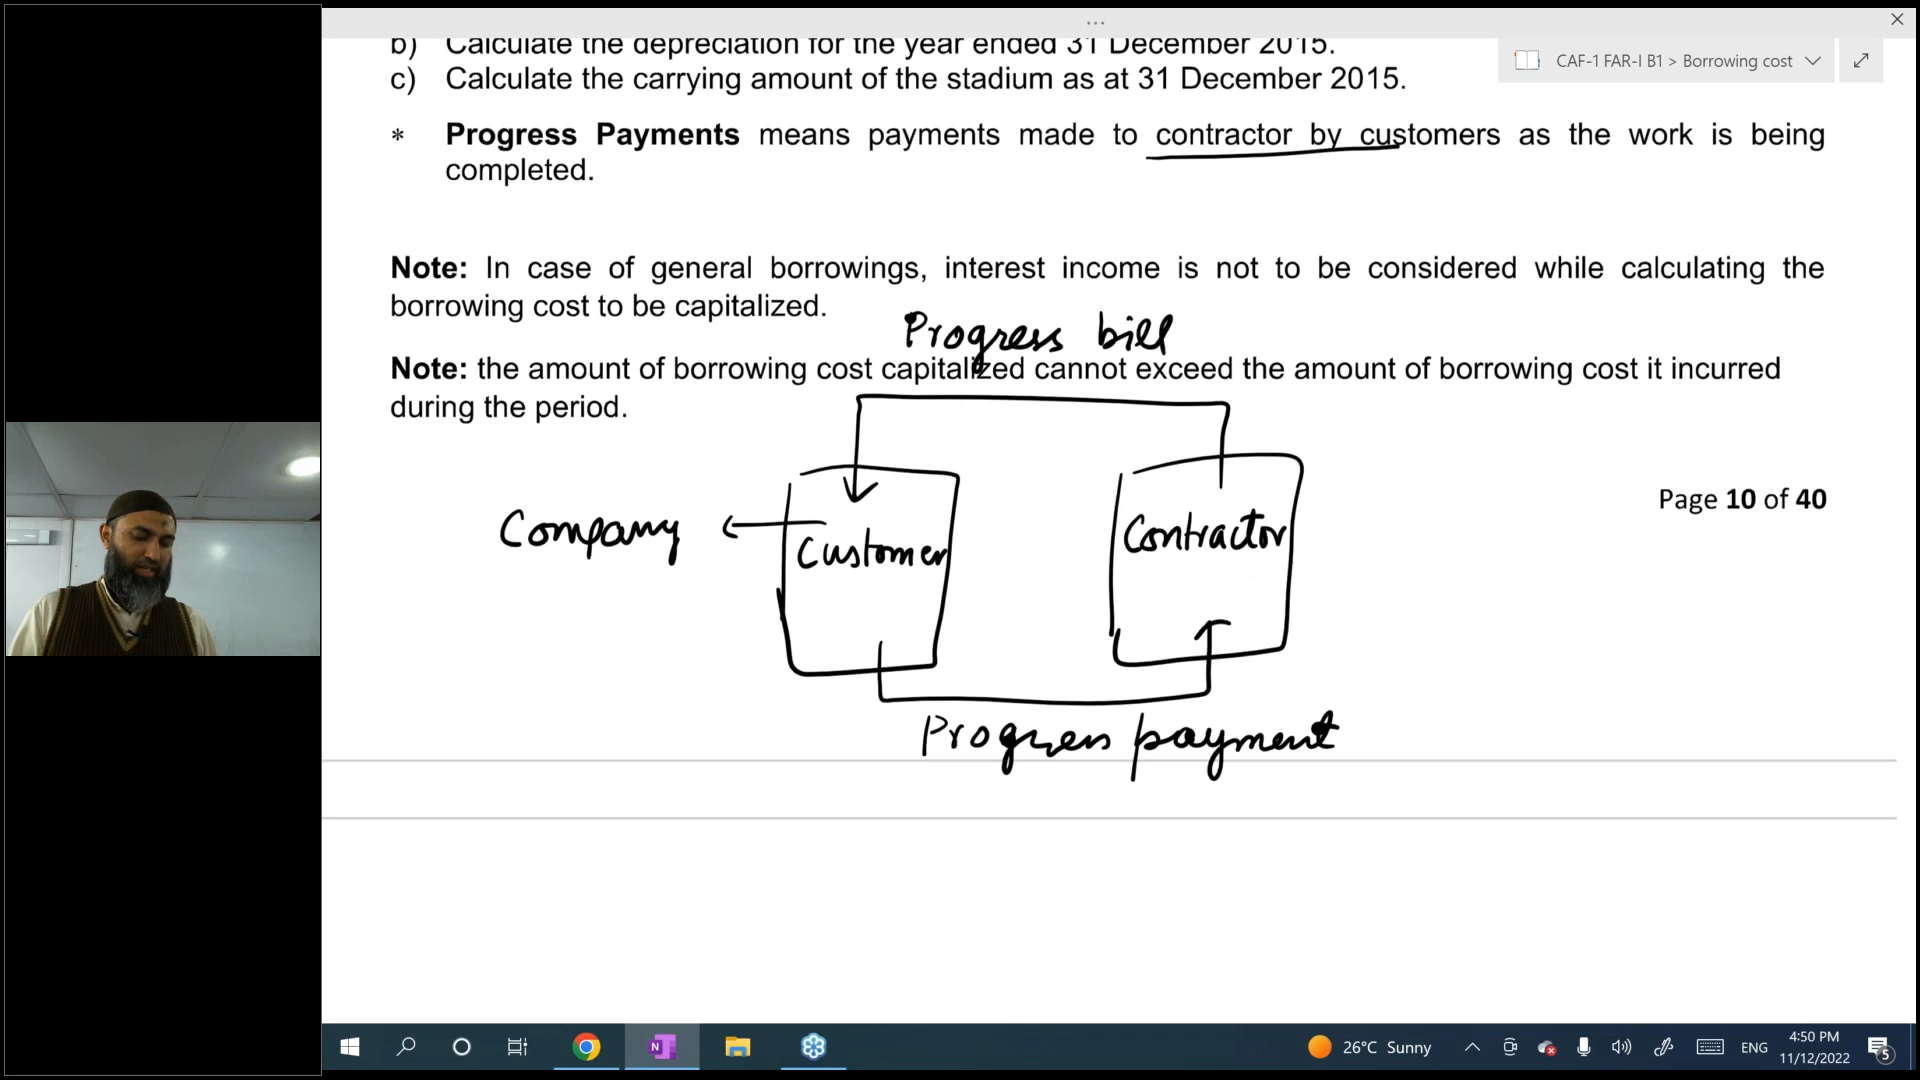 b) Calculate the depreciation for the year ended 31 December 2015.
CAF-1 FAR-I B1 > Borrowing cost
c) Calculate the carrying amount of the stadium as at 31 December 2015.
* Progress Payments means payments made to contractor by customers as the work is being
completed.
Note: In case of general borrowings, interest income is not to be considered while calculating the
borrowing cost to be capitalized.
Progress bill
Note: the amount of borrowing cost capitalized cannot exceed the amount of borrowing cost it incurred
during the period.
Page 10 of 40
Company
Customer
Contractor
Progress payment
26°C Sunny
ENG
4:50 PM
11/12/2022
5